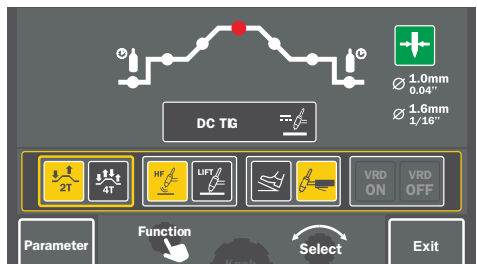 Ø 1.0mm
0.04"
Ø 1.6mm
1/16"
DC TIG
2T
4T
HF
LIFT
VRD
ON
VRD
OFF
Parameter
Function
Select
Exit
Knob